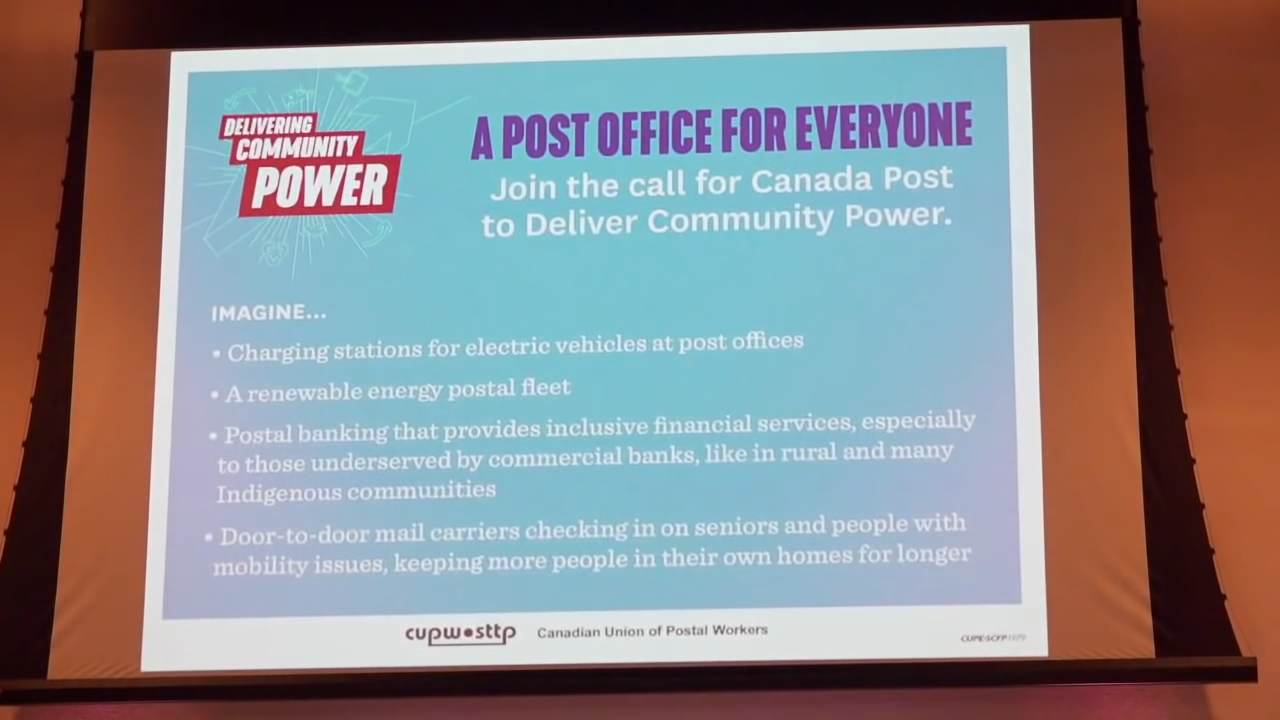 DELIVERING
COMMUNITY
POWER
A POST OFFICE FOR EVERYONE
Join the call for Canada Post
to Deliver Community Power.
IMAGINE...
• Charging stations for electric vehicles at post offices
• A renewable energy postal fleet
• Postal banking that provides inclusive financial services, especially
to those underserved by commercial banks, like in rural and many
Indigenous communities
• Door-to-door mail carriers checking in on seniors and people with
mobility issues, keeping more people in their own homes for longer
cupw•sttp Canadian Union of Postal Workers
CUPE•SCFP